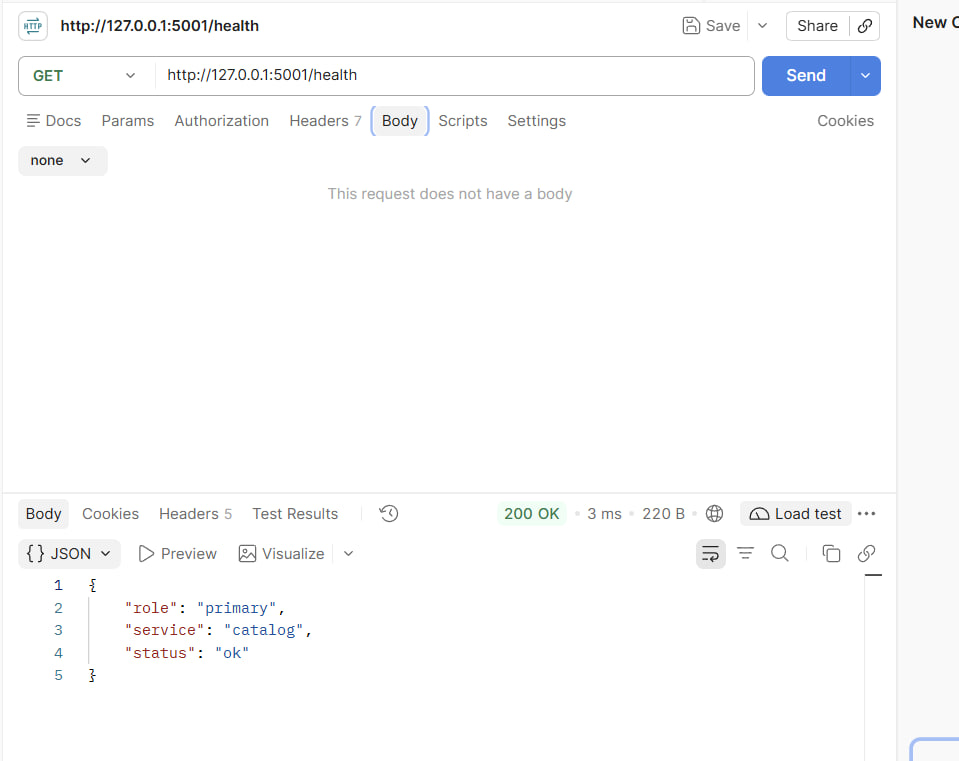 HTTP http://127.0.0.1:5001/health Save Share New
GET http://127.0.0.1:5001/health Send
Docs Params Authorization Headers 7 Body Scripts Settings Cookies
none
This request does not have a body
Body Cookies Headers 5 Test Results 200 OK • 3 ms • 220 B • Load test •••
{} JSON Preview Visualize
1 {
2 "role": "primary",
3 "service": "catalog",
4 "status": "ok"
5 }